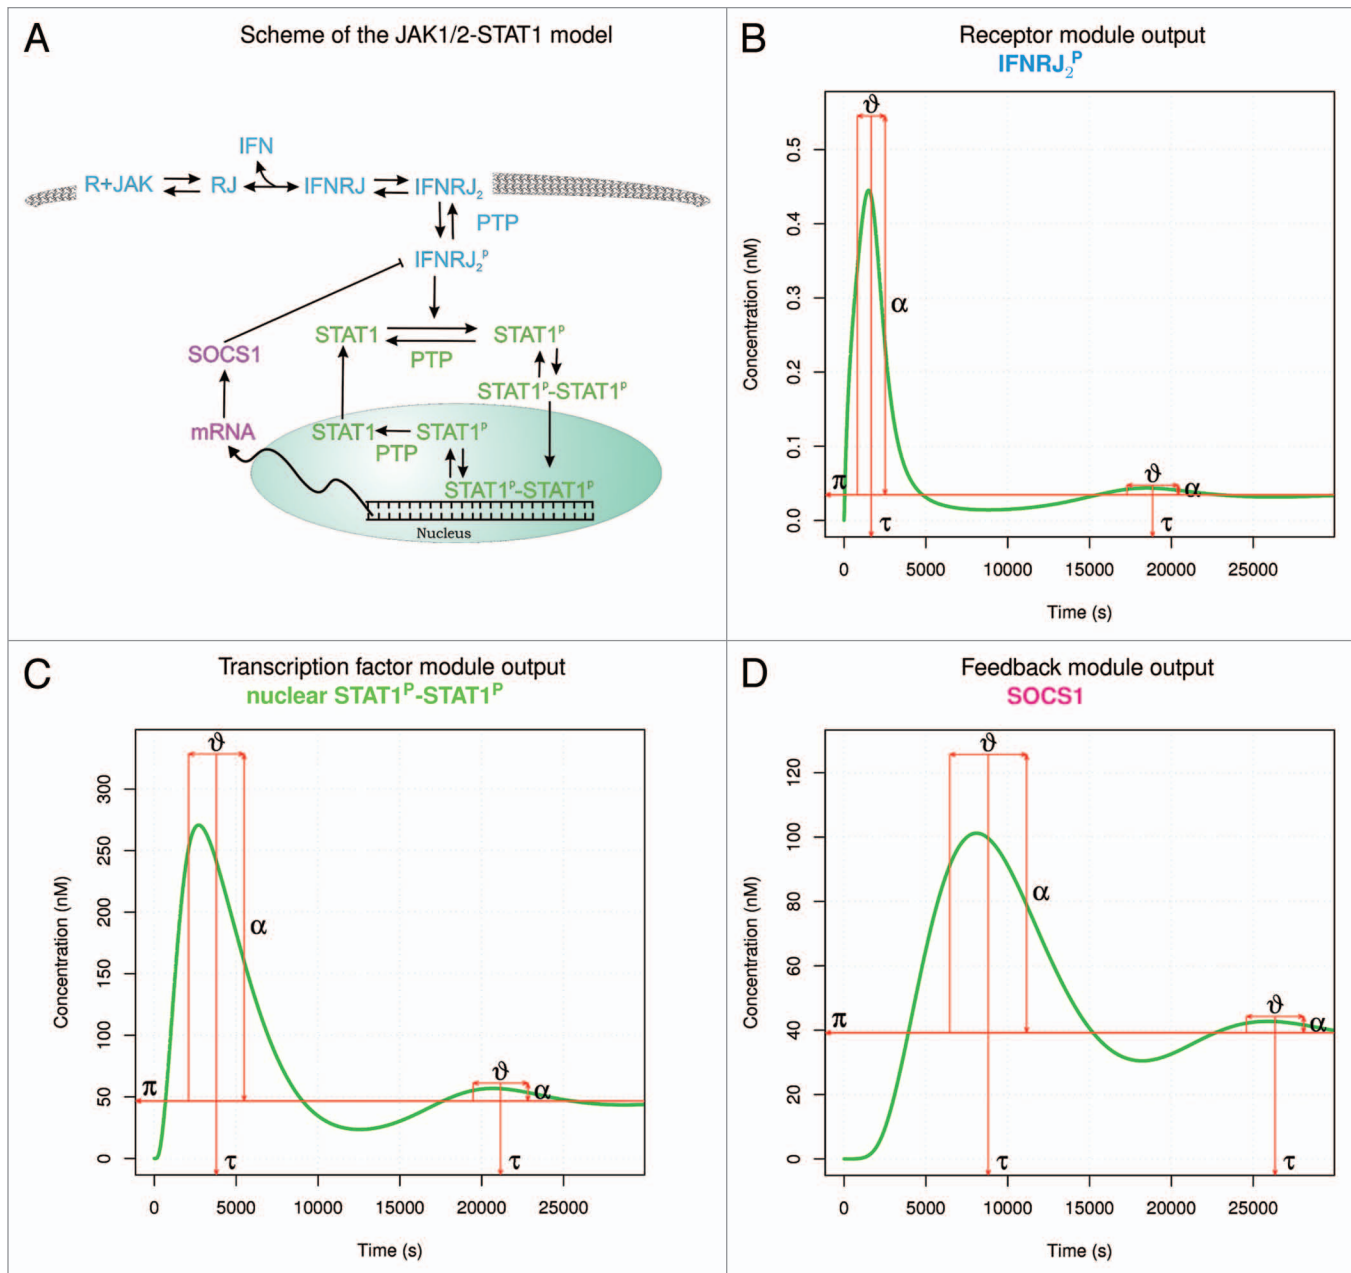 A
Scheme of the JAK1/2-STAT1 model
IFN
R+JAK
RJ
IFNRJ
IFNRJ₂
PTP
IFNRJ₂ᵖ
STAT1
STAT1ᵖ
PTP
SOCS1
STAT1ᵖ-STAT1ᵖ
mRNA
STAT1
STAT1ᵖ
PTP
STAT1ᵖ-STAT1ᵖ
Nucleus
B
Receptor module output
IFNRJ₂ᴾ
Concentration (nM)
0.5
0.4
0.3
0.2
0.1
0.0
ϑ
α
π
τ
ϑ
α
τ
0 5000 10000 15000 20000 25000
Time (s)
C
Transcription factor module output
nuclear STAT1ᴾ-STAT1ᴾ
Concentration (nM)
300
250
200
150
100
50
0
ϑ
α
π
τ
ϑ
α
τ
0 5000 10000 15000 20000 25000
Time (s)
D
Feedback module output
SOCS1
Concentration (nM)
120
100
80
60
40
20
0
ϑ
α
π
τ
ϑ
α
τ
0 5000 10000 15000 20000 25000
Time (s)